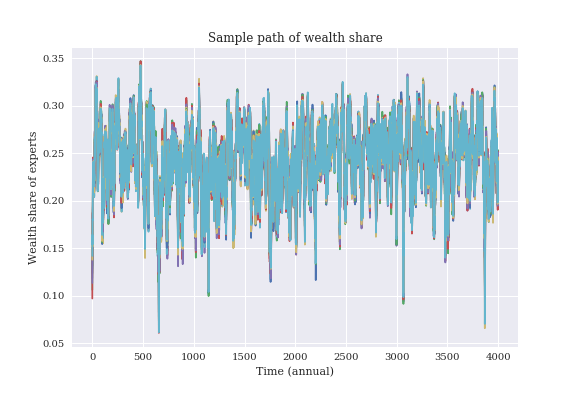 Sample path of wealth share
0.35
0.30
0.25
0.20
0.15
0.10
0.05
Wealth share of experts
0 500 1000 1500 2000 2500 3000 3500 4000
Time (annual)